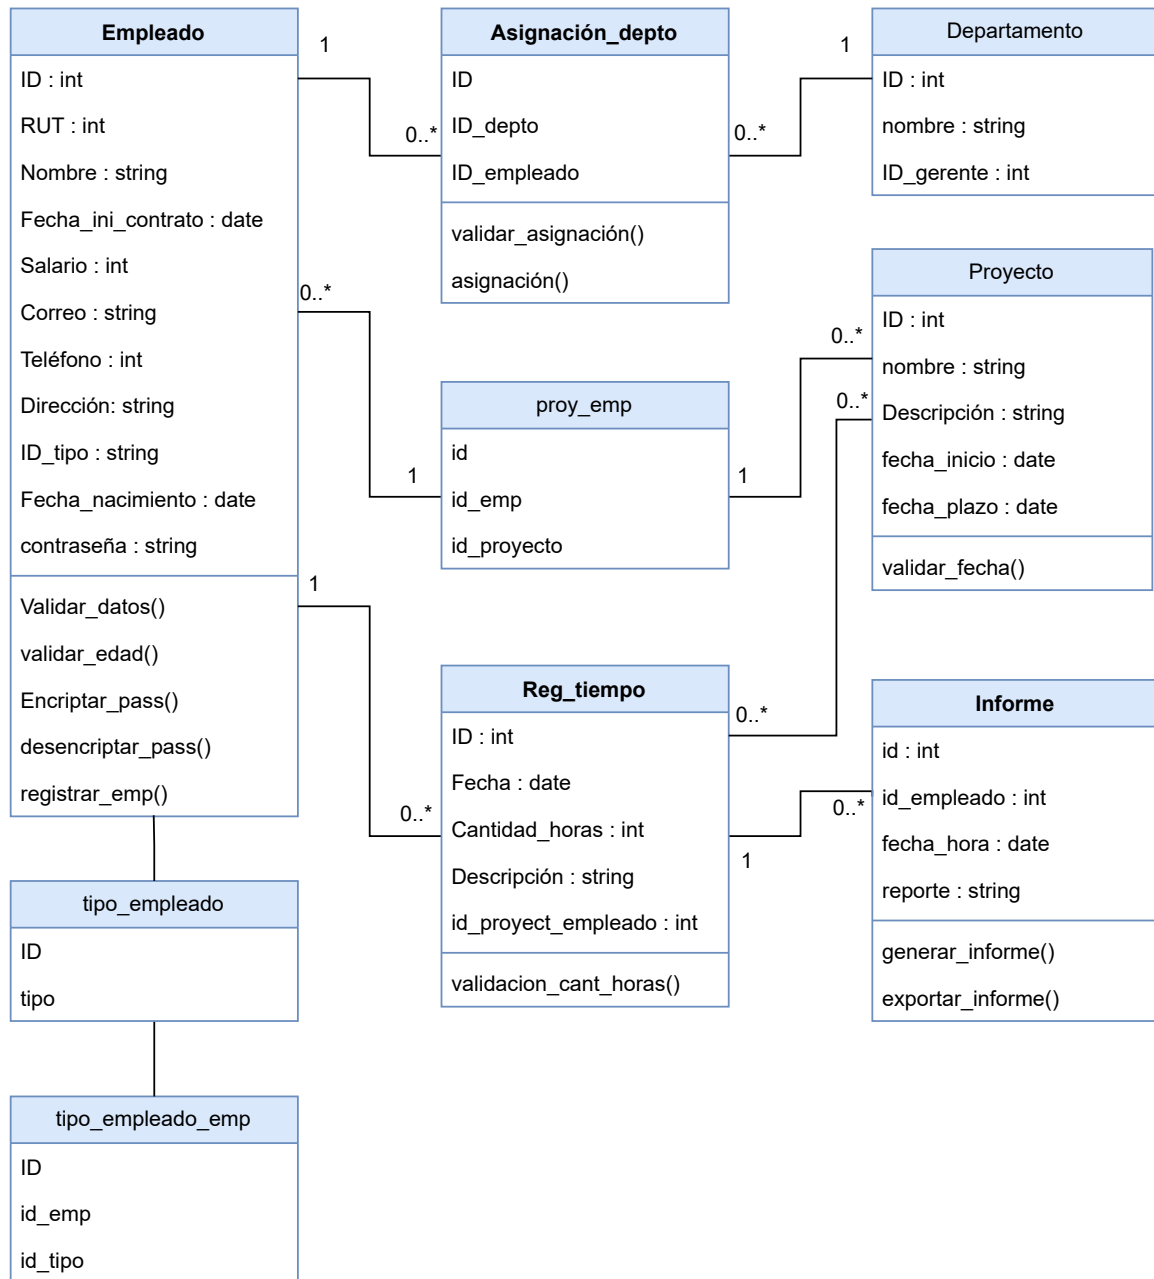 Empleado
ID : int
RUT : int
Nombre : string
Fecha_ini_contrato : date
Salario : int
Correo : string
Teléfono : int
Dirección: string
ID_tipo : string
Fecha_nacimiento : date
contraseña : string
Validar_datos()
validar_edad()
Encriptar_pass()
desencriptar_pass()
registrar_emp()
1
0..*
Asignación_depto
ID
ID_depto
ID_empleado
validar_asignación()
asignación()
1
0..*
Departamento
ID : int
nombre : string
ID_gerente : int
0..*
1
proy_emp
id
id_emp
id_proyecto
1
0..*
0..*
Proyecto
ID : int
nombre : string
Descripción : string
fecha_inicio : date
fecha_plazo : date
validar_fecha()
1
0..*
Reg_tiempo
ID : int
Fecha : date
Cantidad_horas : int
Descripción : string
id_proyect_empleado : int
validacion_cant_horas()
0..*
1
0..*
Informe
id : int
id_empleado : int
fecha_hora : date
reporte : string
generar_informe()
exportar_informe()
tipo_empleado
ID
tipo
tipo_empleado_emp
ID
id_emp
id_tipo